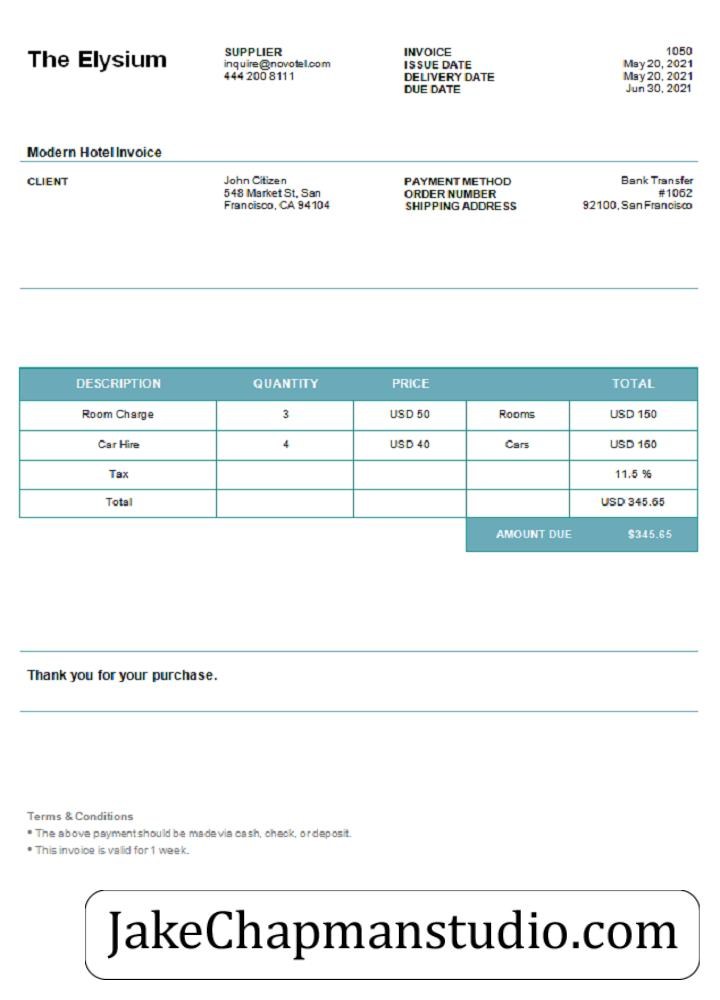 The Elysium
SUPPLIER
inquire@novotel.com
444 200 8111
INVOICE 1050
ISSUE DATE May 20, 2021
DELIVERY DATE May 20, 2021
DUE DATE Jun 30, 2021
Modern Hotel Invoice
CLIENT
John Citizen
548 Market St, San
Francisco, CA 94104
PAYMENT METHOD Bank Transfer
ORDER NUMBER #1062
SHIPPING ADDRESS 92100, San Francisco
DESCRIPTION QUANTITY PRICE TOTAL
Room Charge 3 USD 50 Rooms USD 150
Car Hire 4 USD 40 Cars USD 160
Tax 11.5 %
Total USD 345.65
AMOUNT DUE $345.65
Thank you for your purchase.
Terms & Conditions
• The above payment should be made via cash, check, or deposit.
• This invoice is valid for 1 week.
JakeChapmanstudio.com